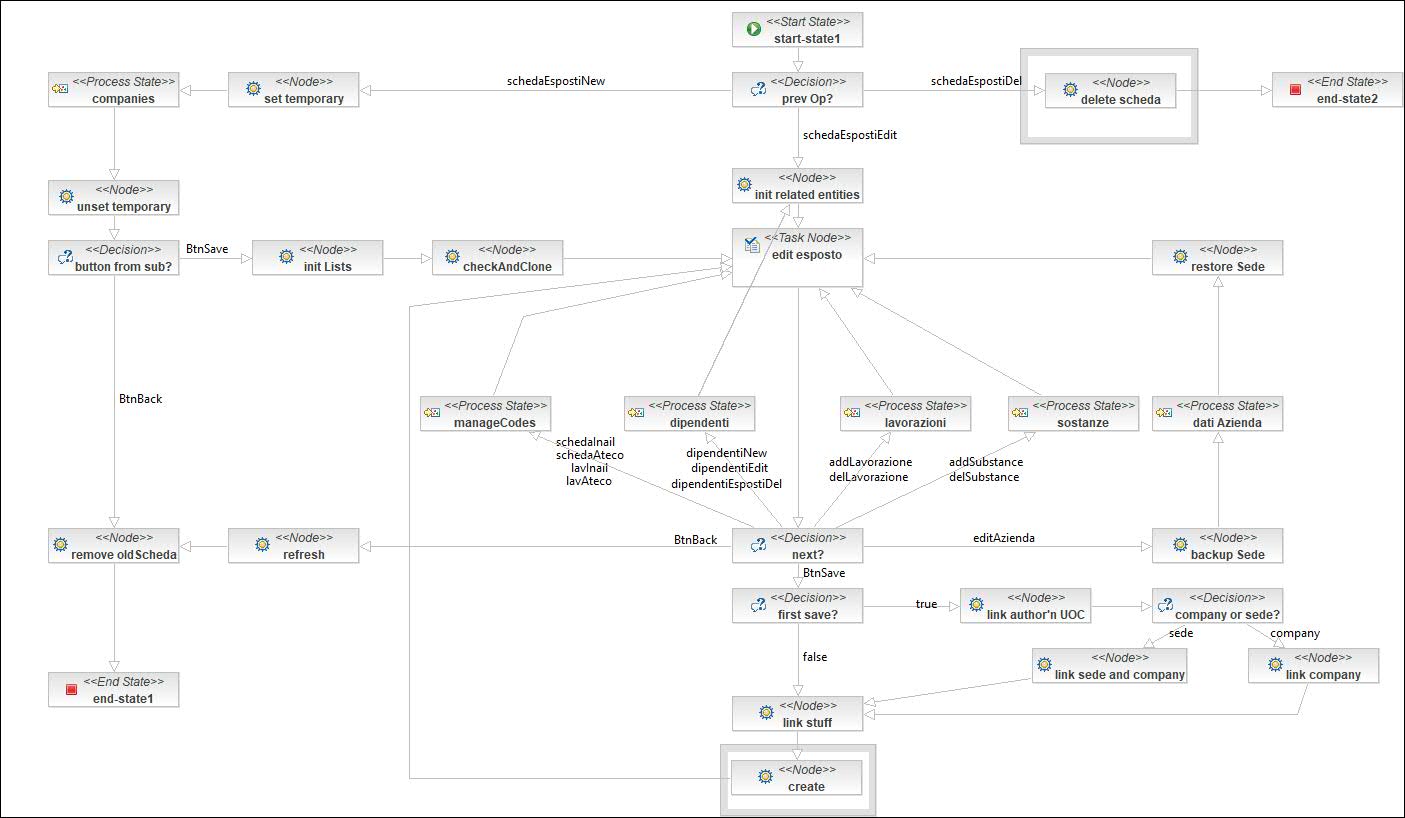 <<Start State>>
start-state1
<<Process State>>
companies
<<Node>>
set temporary
schedaEspostiNew
<<Decision>>
prev Op?
schedaEspostiDel
<<Node>>
delete scheda
<<End State>>
end-state2
schedaEspostiEdit
<<Node>>
unset temporary
<<Node>>
init related entities
<<Decision>>
button from sub?
BtnSave
<<Node>>
init Lists
<<Node>>
checkAndClone
<<Task Node>>
edit esposto
<<Node>>
restore Sede
BtnBack
<<Process State>>
manageCodes
<<Process State>>
dipendenti
<<Process State>>
lavorazioni
<<Process State>>
sostanze
<<Process State>>
dati Azienda
schedaInail
schedaAteco
lavInail
lavAteco
dipendentiNew
dipendentiEdit
dipendentiEspostiDel
addLavorazione
delLavorazione
addSubstance
delSubstance
<<Node>>
remove oldScheda
<<Node>>
refresh
BtnBack
<<Decision>>
next?
editAzienda
<<Node>>
backup Sede
BtnSave
<<Decision>>
first save?
true
<<Node>>
link author'n UOC
<<Decision>>
company or sede?
sede
company
false
<<Node>>
link sede and company
<<Node>>
link company
<<End State>>
end-state1
<<Node>>
link stuff
<<Node>>
create